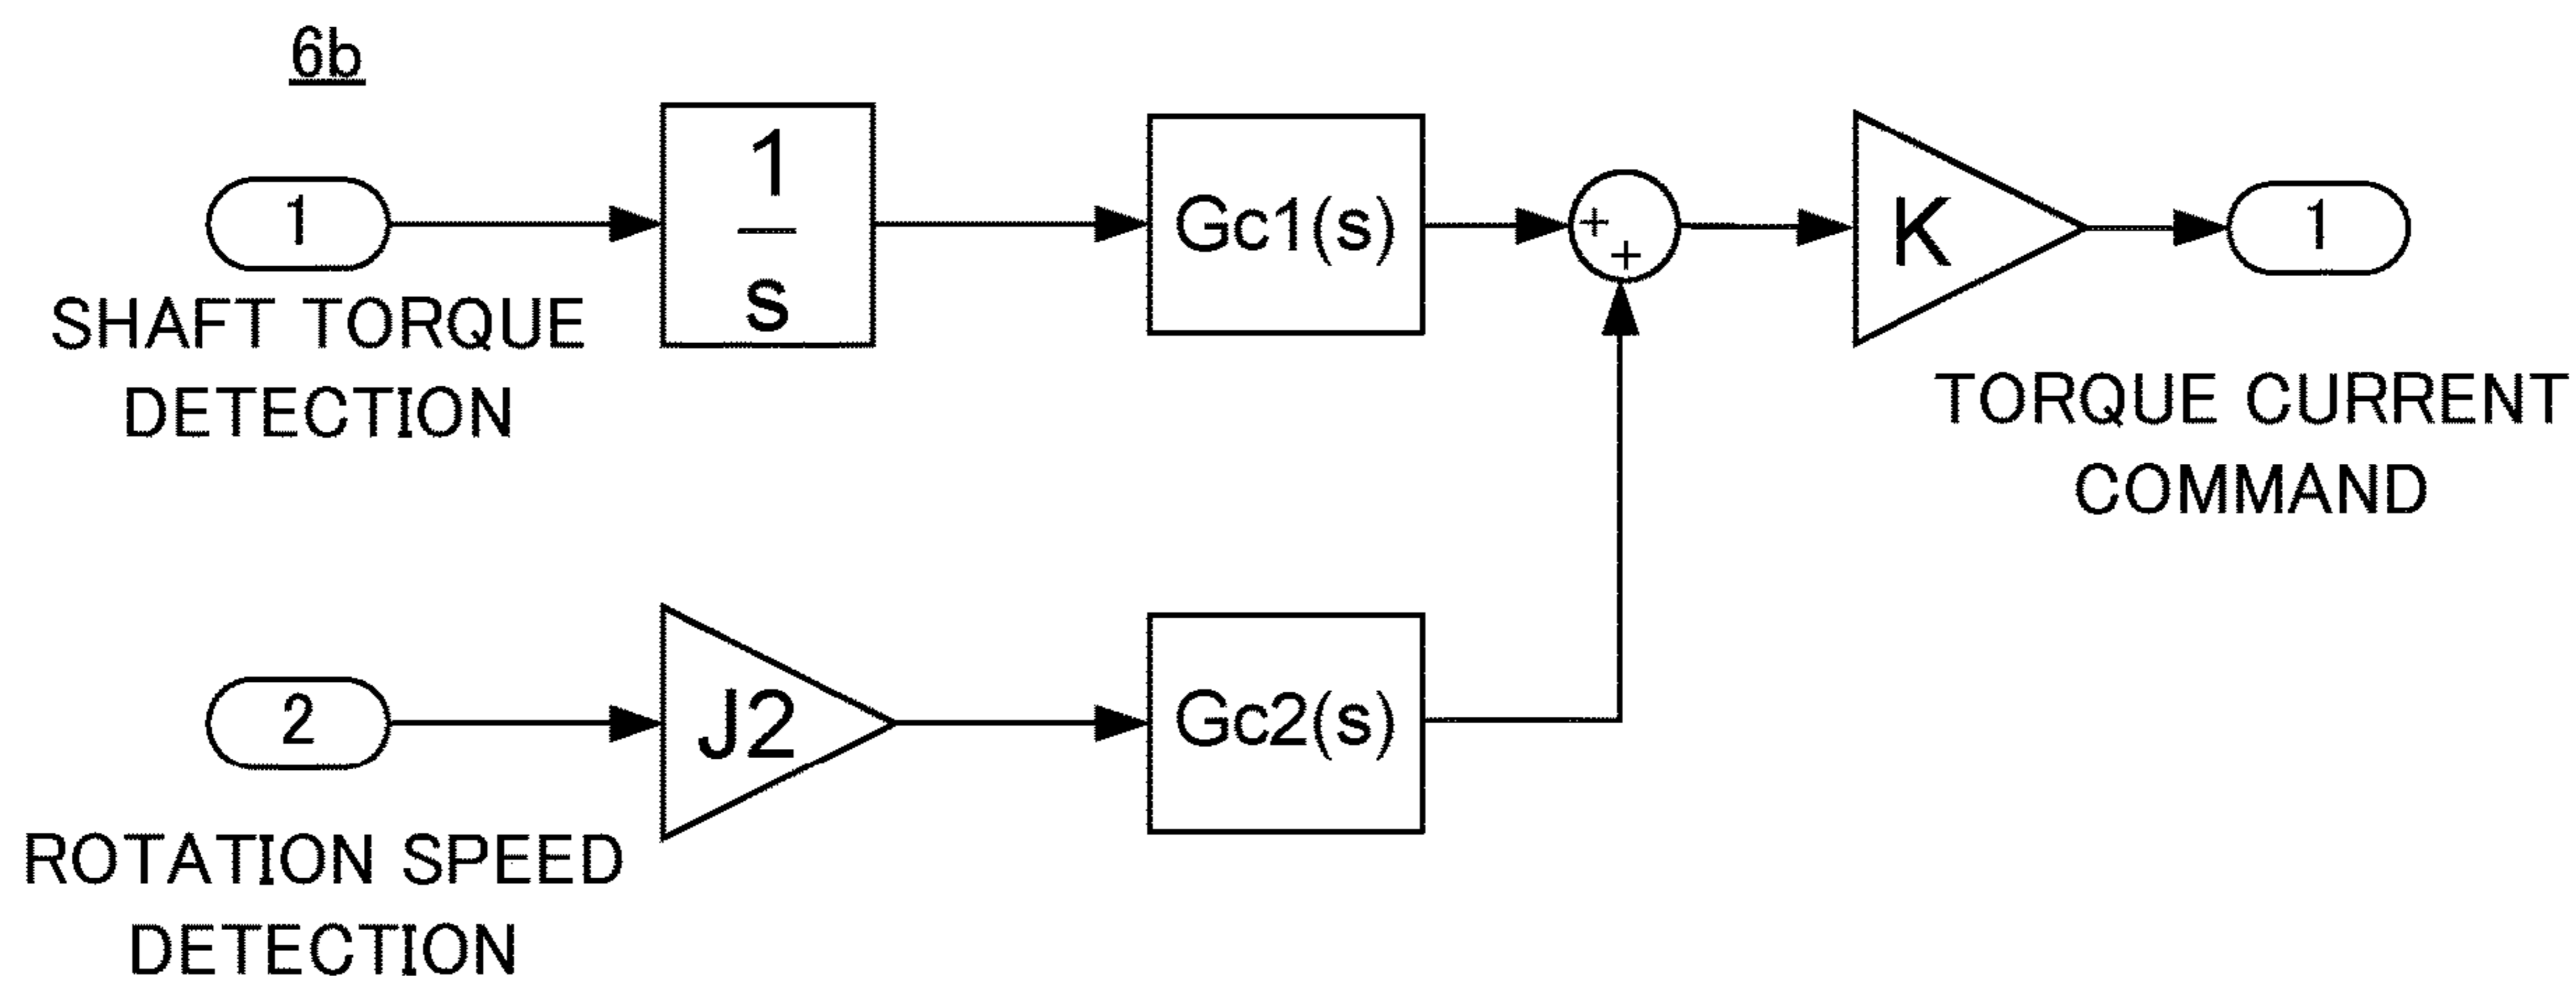 6b
1
1
s
Gc1(s)
+
+
K
1
SHAFT TORQUE
DETECTION
TORQUE CURRENT
COMMAND
2
J2
Gc2(s)
ROTATION SPEED
DETECTION